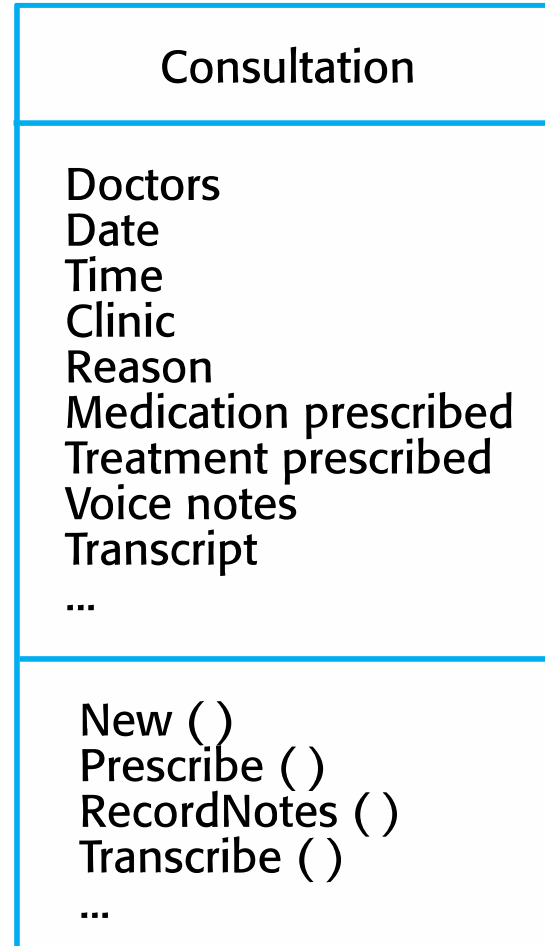 Consultation
Doctors
Date
Time
Clinic
Reason
Medication prescribed
Treatment prescribed
Voice notes
Transcript
...
New ( )
Prescribe ( )
RecordNotes ( )
Transcribe ( )
...